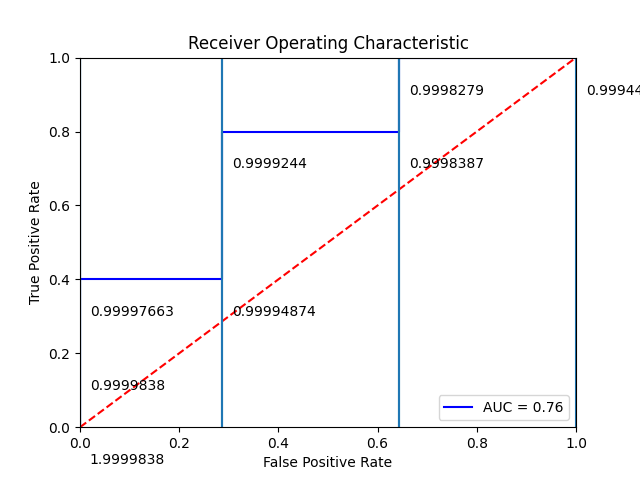 Receiver Operating Characteristic
1.0
0.9998279
0.99944
0.8
0.9999244
0.9998387
True Positive Rate
0.6
0.4
0.99997663
0.99994874
0.2
0.9999838
AUC = 0.76
0.0
0.0 0.2 0.4 0.6 0.8 1.0
1.9999838
False Positive Rate